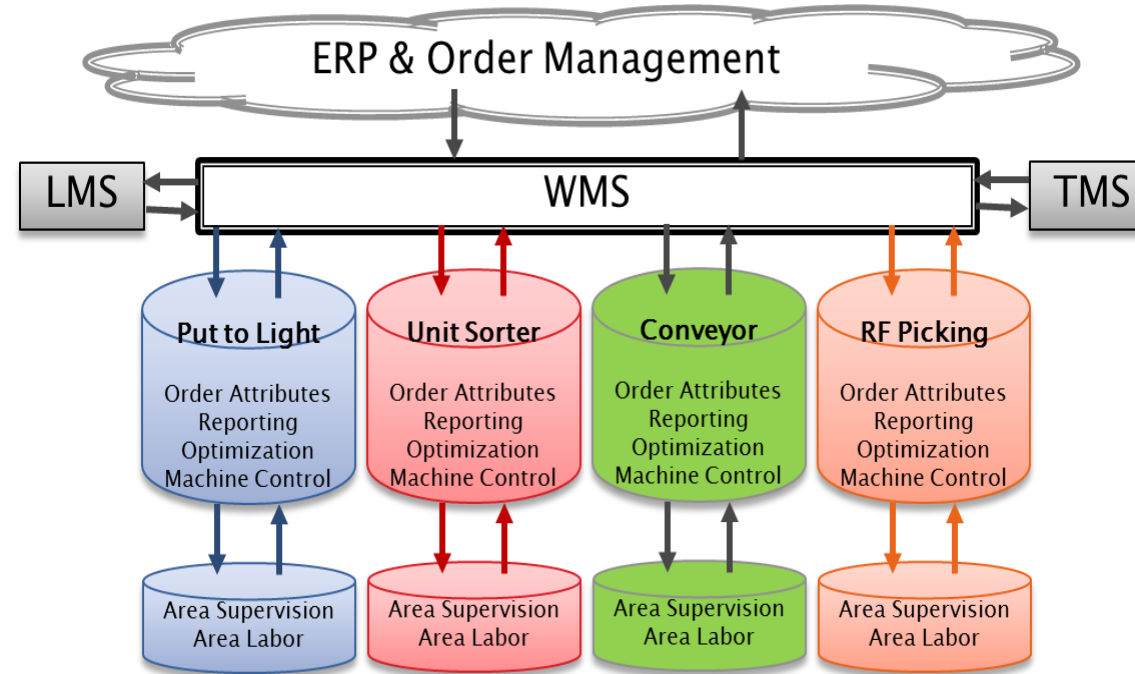 ERP & Order Management
LMS
WMS
TMS
Put to Light
Order Attributes
Reporting
Optimization
Machine Control
Unit Sorter
Order Attributes
Reporting
Optimization
Machine Control
Conveyor
Order Attributes
Reporting
Optimization
Machine Control
RF Picking
Order Attributes
Reporting
Optimization
Machine Control
Area Supervision
Area Labor
Area Supervision
Area Labor
Area Supervision
Area Labor
Area Supervision
Area Labor